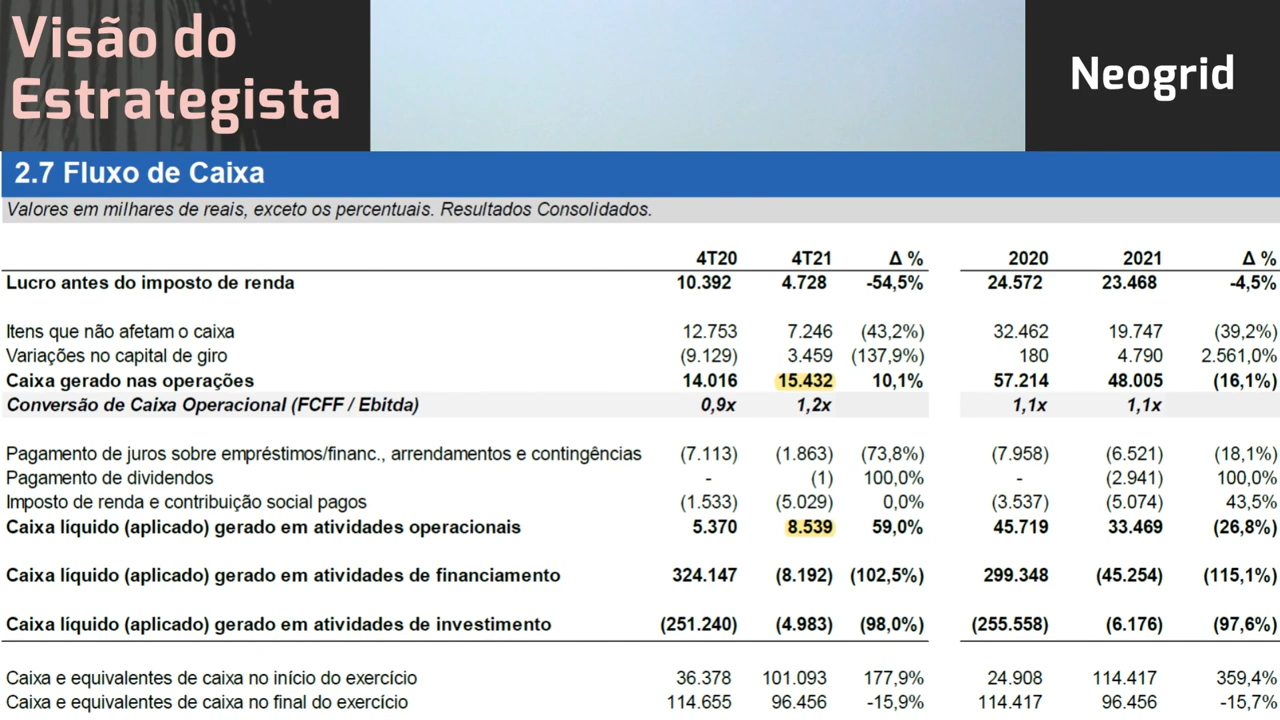 Visão do
Estrategista
Neogrid
2.7 Fluxo de Caixa
Valores em milhares de reais, exceto os percentuais. Resultados Consolidados.
4T20 4T21 Δ % 2020 2021 Δ %
Lucro antes do imposto de renda 10.392 4.728 -54,5% 24.572 23.468 -4,5%
Itens que não afetam o caixa 12.753 7.246 (43,2%) 32.462 19.747 (39,2%)
Variações no capital de giro (9.129) 3.459 (137,9%) 180 4.790 2.561,0%
Caixa gerado nas operações 14.016 15.432 10,1% 57.214 48.005 (16,1%)
Conversão de Caixa Operacional (FCFF / Ebitda) 0,9x 1,2x 1,1x 1,1x
Pagamento de juros sobre empréstimos/financ., arrendamentos e contingências (7.113) (1.863) (73,8%) (7.958) (6.521) (18,1%)
Pagamento de dividendos - (1) 100,0% - (2.941) 100,0%
Imposto de renda e contribuição social pagos (1.533) (5.029) 0,0% (3.537) (5.074) 43,5%
Caixa líquido (aplicado) gerado em atividades operacionais 5.370 8.539 59,0% 45.719 33.469 (26,8%)
Caixa líquido (aplicado) gerado em atividades de financiamento 324.147 (8.192) (102,5%) 299.348 (45.254) (115,1%)
Caixa líquido (aplicado) gerado em atividades de investimento (251.240) (4.983) (98,0%) (255.558) (6.176) (97,6%)
Caixa e equivalentes de caixa no início do exercício 36.378 101.093 177,9% 24.908 114.417 359,4%
Caixa e equivalentes de caixa no final do exercício 114.655 96.456 -15,9% 114.417 96.456 -15,7%